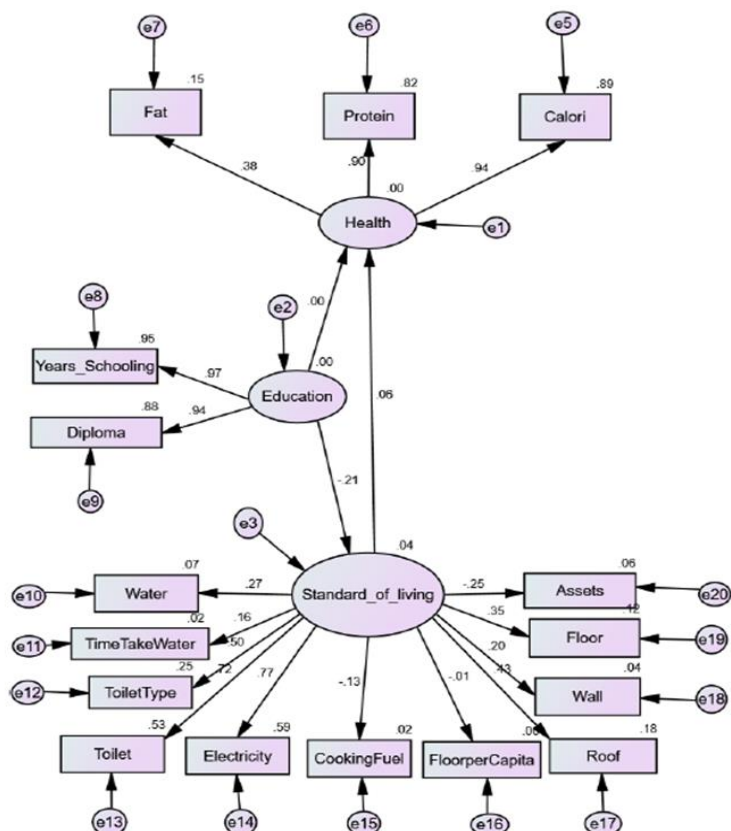 e7
e6
e5
.15
.82
.89
Fat
Protein
Calori
.38
.90
.94
.00
Health
e1
e8
e2
.00
.95
.00
Years_Schooling
.97
Education
.06
.88
.94
Diploma
-.21
e9
e3
.04
.07
.06
e10
Water
.27
Standard_of_living
-.25
Assets
e20
.02
.16
.35
.12
e11
TimeTakeWater
.50
Floor
e19
.25
.72
.20
.43
.04
e12
ToiletType
.77
-.13
-.01
Wall
e18
.53
.59
.02
.00
.18
Toilet
Electricity
CookingFuel
FloorperCapita
Roof
e13
e14
e15
e16
e17